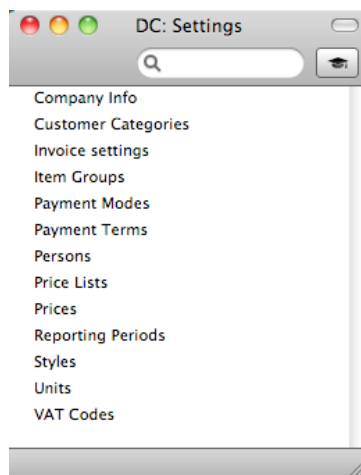 DC: Settings
Company Info
Customer Categories
Invoice settings
Item Groups
Payment Modes
Payment Terms
Persons
Price Lists
Prices
Reporting Periods
Styles
Units
VAT Codes